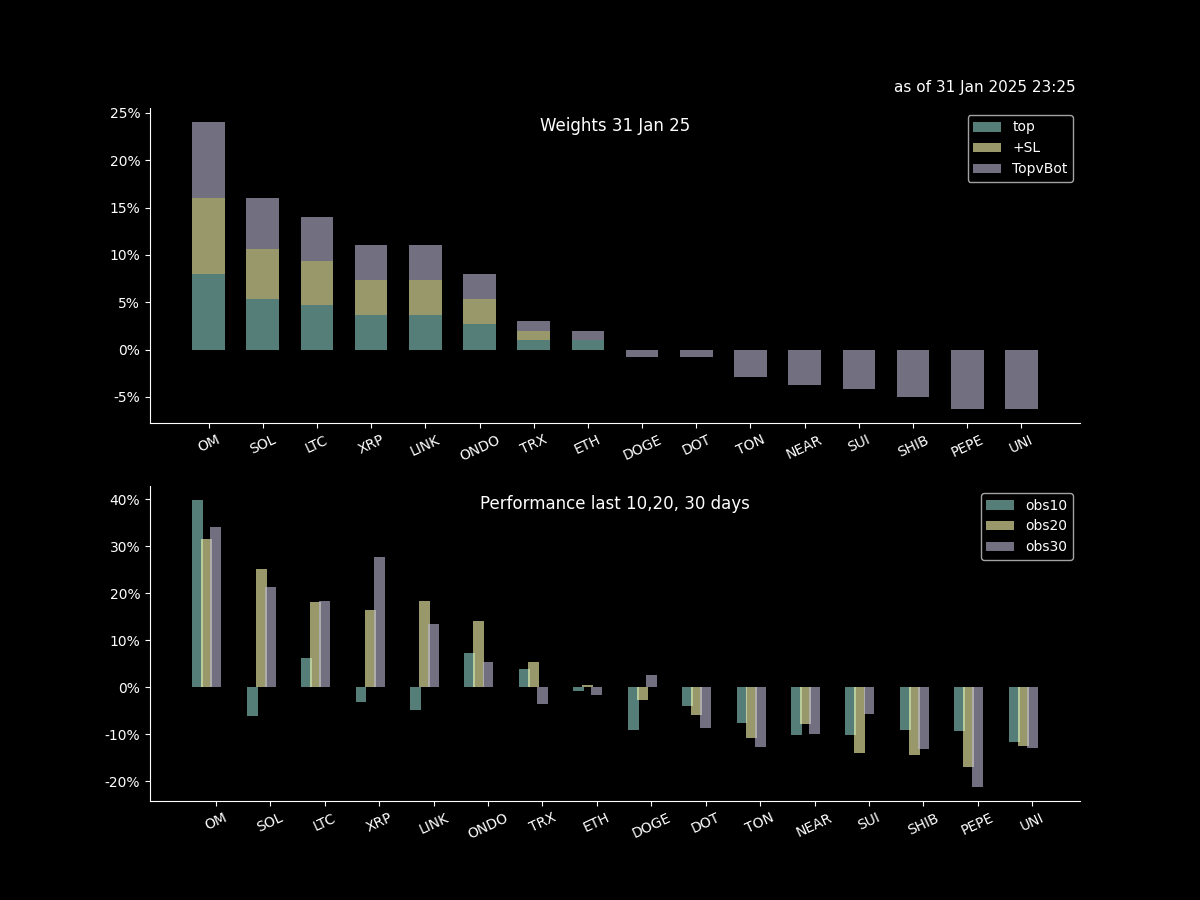 as of 31 Jan 2025 23:25
Weights 31 Jan 25
top
+SL
TopvBot
25%
20%
15%
10%
5%
0%
-5%
OM SOL LTC XRP LINK ONDO TRX ETH DOGE DOT TON NEAR SUI SHIB PEPE UNI
Performance last 10,20, 30 days
obs10
obs20
obs30
40%
30%
20%
10%
0%
-10%
-20%
OM SOL LTC XRP LINK ONDO TRX ETH DOGE DOT TON NEAR SUI SHIB PEPE UNI